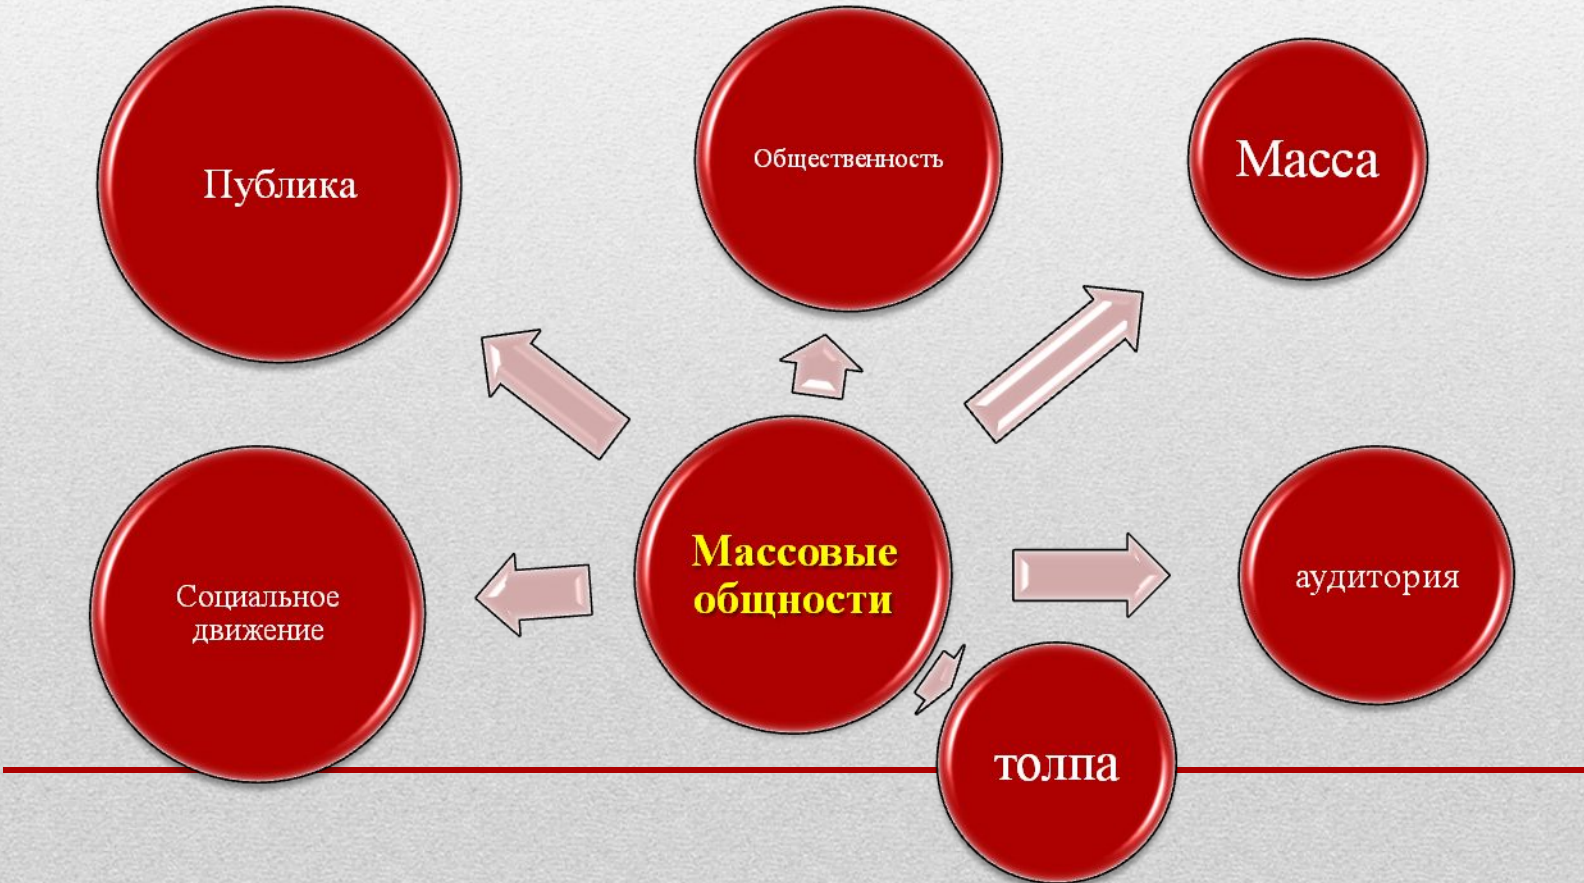 Публика
Общественность
Масса
Массовые
общности
Социальное
движение
аудитория
толпа